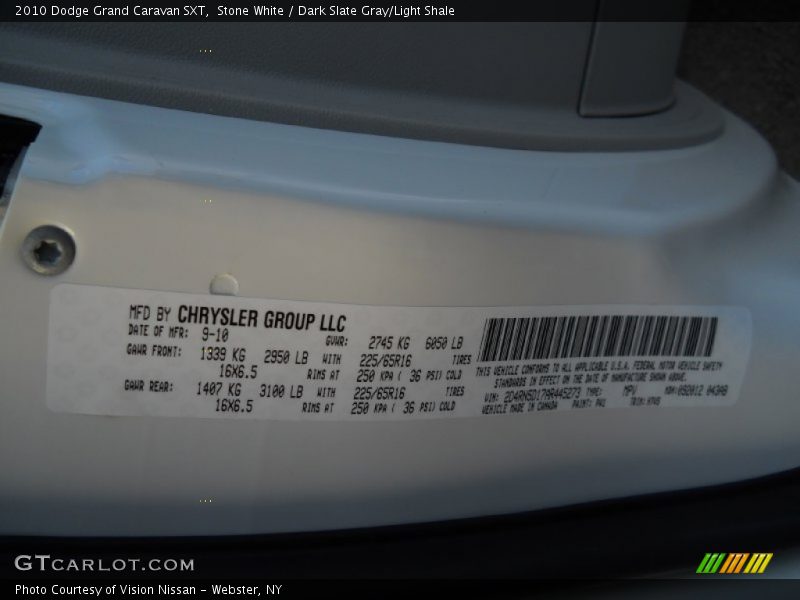 2010 Dodge Grand Caravan SXT, Stone White / Dark Slate Gray/Light Shale
MFD BY CHRYSLER GROUP LLC
DATE OF MFR: 9-10 GVWR: 2745 KG 6050 LB
GAWR FRONT: 1339 KG 2950 LB WITH 225/65R16 TIRES
16X6.5 RIMS AT 250 KPA ( 36 PSI) COLD
GAWR REAR: 1407 KG 3100 LB WITH 225/65R16 TIRES
16X6.5 RIMS AT 250 KPA ( 36 PSI) COLD
THIS VEHICLE CONFORMS TO ALL APPLICABLE U.S.A. FEDERAL MOTOR VEHICLE SAFETY
STANDARDS IN EFFECT ON THE DATE OF MANUFACTURE SHOWN ABOVE.
VIN: TYPE: MPV
VEHICLE MADE IN CANADA PAINT: PW1 TRIM:
GTCARLOT.COM
Photo Courtesy of Vision Nissan - Webster, NY